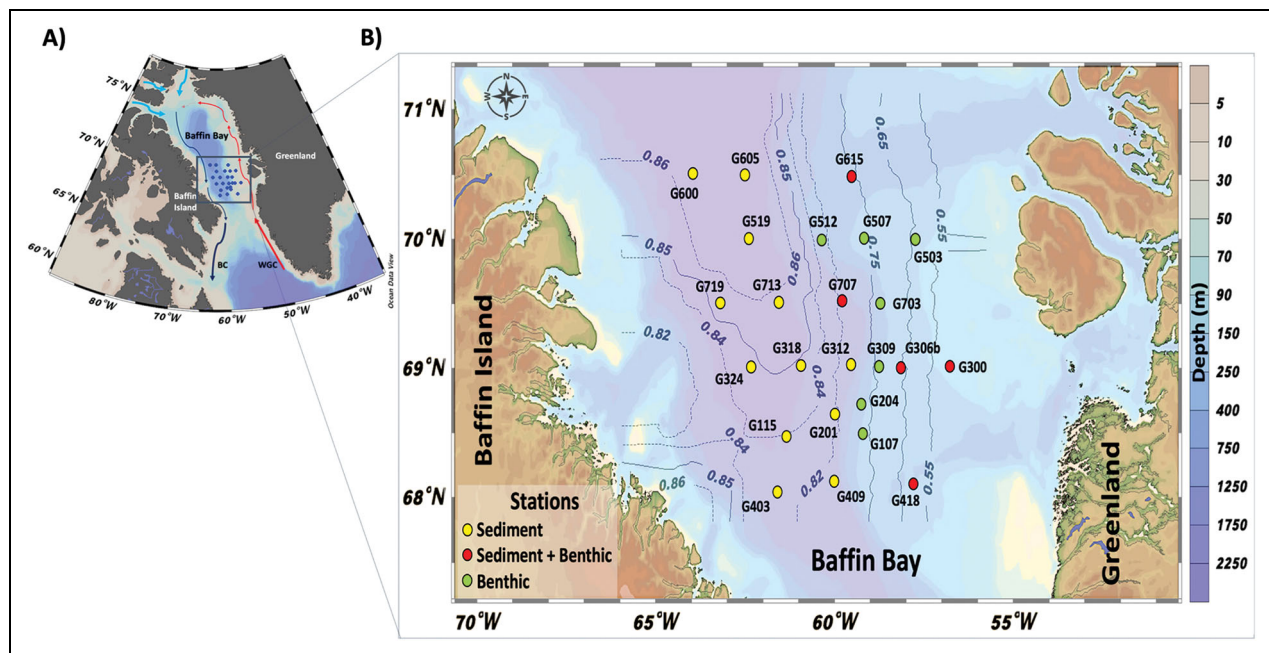 A)
75°N
70°N
65°N
60°N
80°W
70°W
60°W
50°W
40°W
Baffin Bay
Greenland
Baffin
Island
BC
WGC
Ocean Data View
B)
N
W
E
S
71°N
70°N
69°N
68°N
70°W
65°W
60°W
55°W
Baffin Island
Baffin Bay
Greenland
0.86
0.85
0.65
0.55
0.85
0.86
0.75
0.84
0.82
0.84
0.84
0.85
0.86
0.82
0.55
G600
G605
G615
G519
G512
G507
G503
G719
G713
G707
G703
G324
G318
G312
G309
G306b
G300
G204
G115
G201
G107
G403
G409
G418
Stations
Sediment
Sediment + Benthic
Benthic
Depth (m)
5
10
30
50
70
90
150
250
400
750
1250
1750
2250